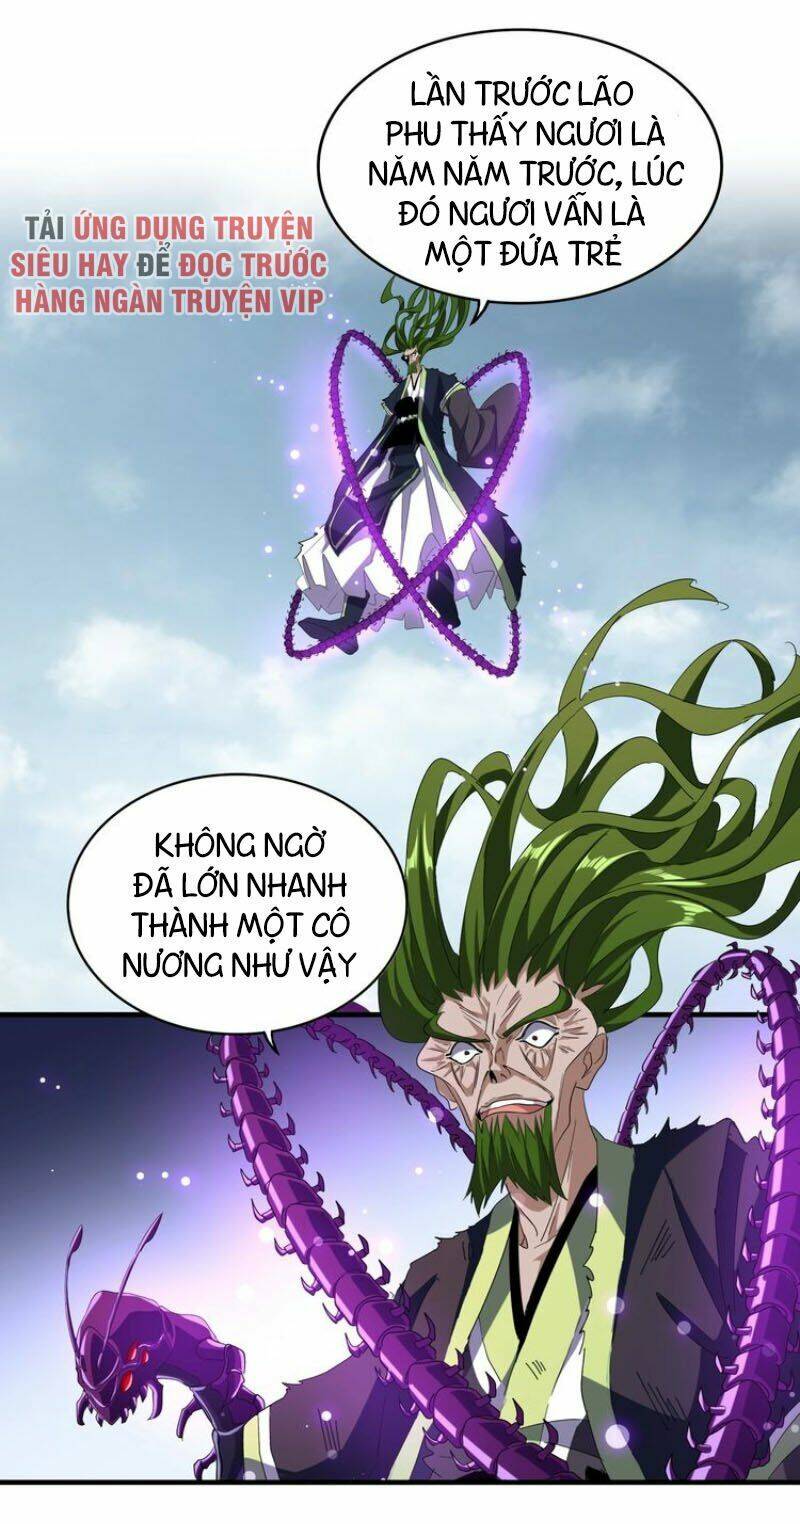 LẦN TRƯỚC LÃO
PHU THẤY NGƯƠI LÀ
NĂM NĂM TRƯỚC, LÚC
ĐÓ NGƯƠI VẪN LÀ
MỘT ĐỨA TRẺ
TẢI ỨNG DỤNG TRUYỆN
SIÊU HAY ĐỂ ĐỌC TRƯỚC
HÀNG NGÀN TRUYỆN VIP
KHÔNG NGỜ
ĐÃ LỚN NHANH
THÀNH MỘT CÔ
NƯƠNG NHƯ VẬY